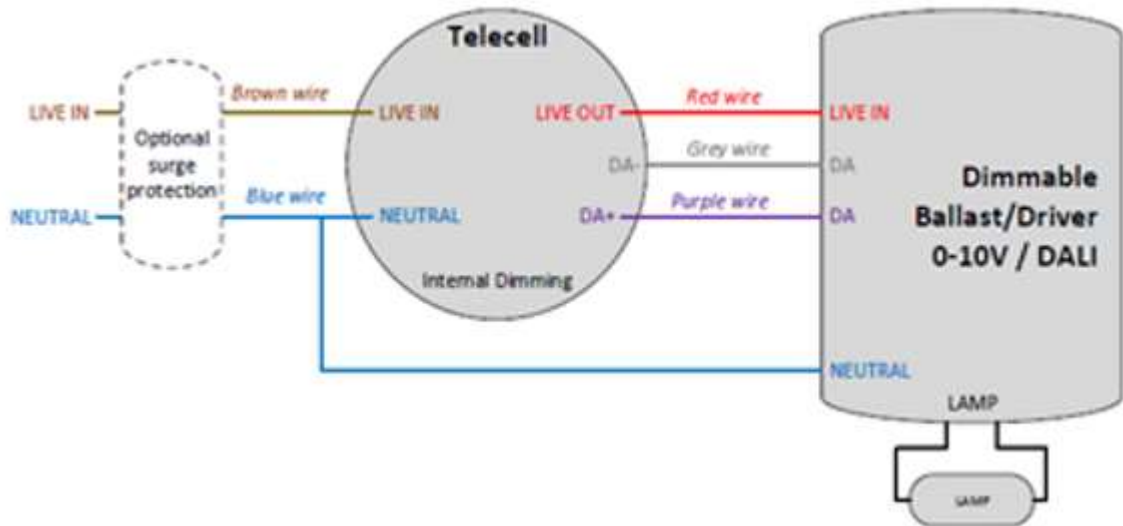 Telecell
LIVE IN
Brown wire
LIVE IN
LIVE OUT
Red wire
LIVE IN
Optional
surge
protection
DA-
Grey wire
DA
NEUTRAL
Blue wire
NEUTRAL
DA+
Purple wire
DA
Dimmable
Ballast/Driver
0-10V / DALI
Internal Dimming
NEUTRAL
LAMP
LAMP